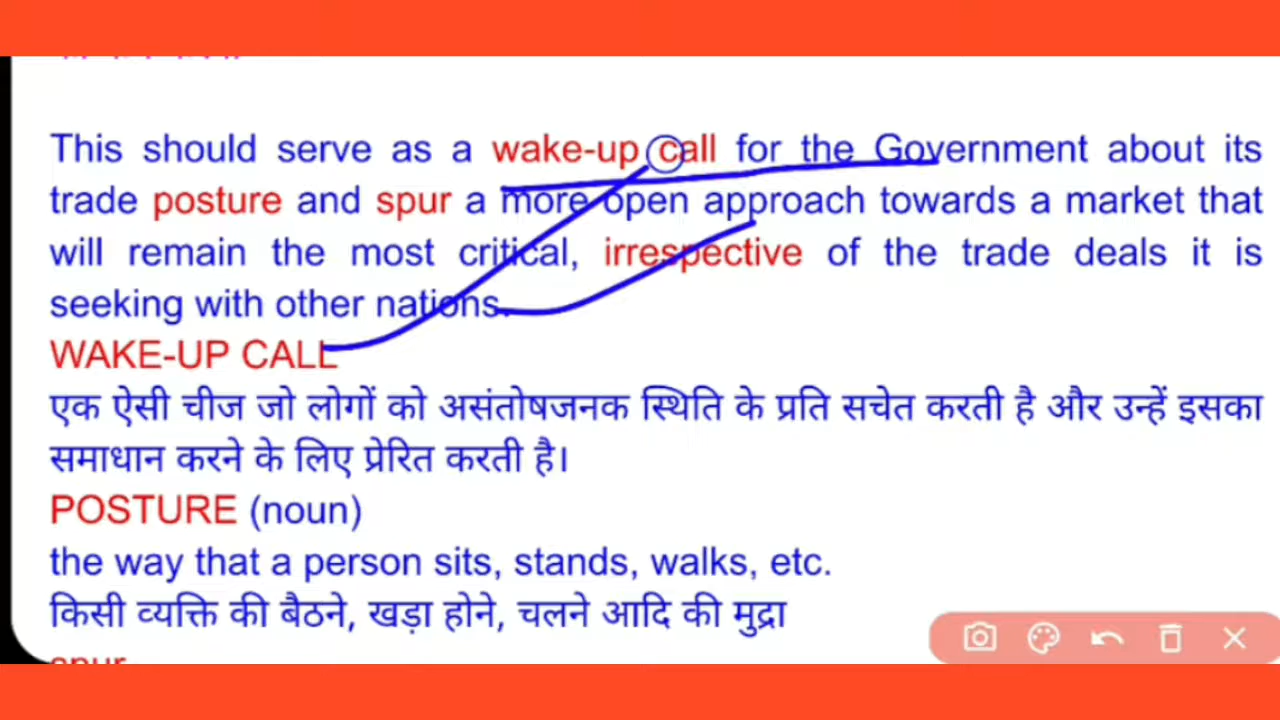 This should serve as a wake-up call for the Government about its
trade posture and spur a more open approach towards a market that
will remain the most critical, irrespective of the trade deals it is
seeking with other nations.
WAKE-UP CALL
एक ऐसी चीज जो लोगों को असंतोषजनक स्थिति के प्रति सचेत करती है और उन्हें इसका
समाधान करने के लिए प्रेरित करती है।
POSTURE (noun)
the way that a person sits, stands, walks, etc.
किसी व्यक्ति की बैठने, खड़ा होने, चलने आदि की मुद्रा
spur